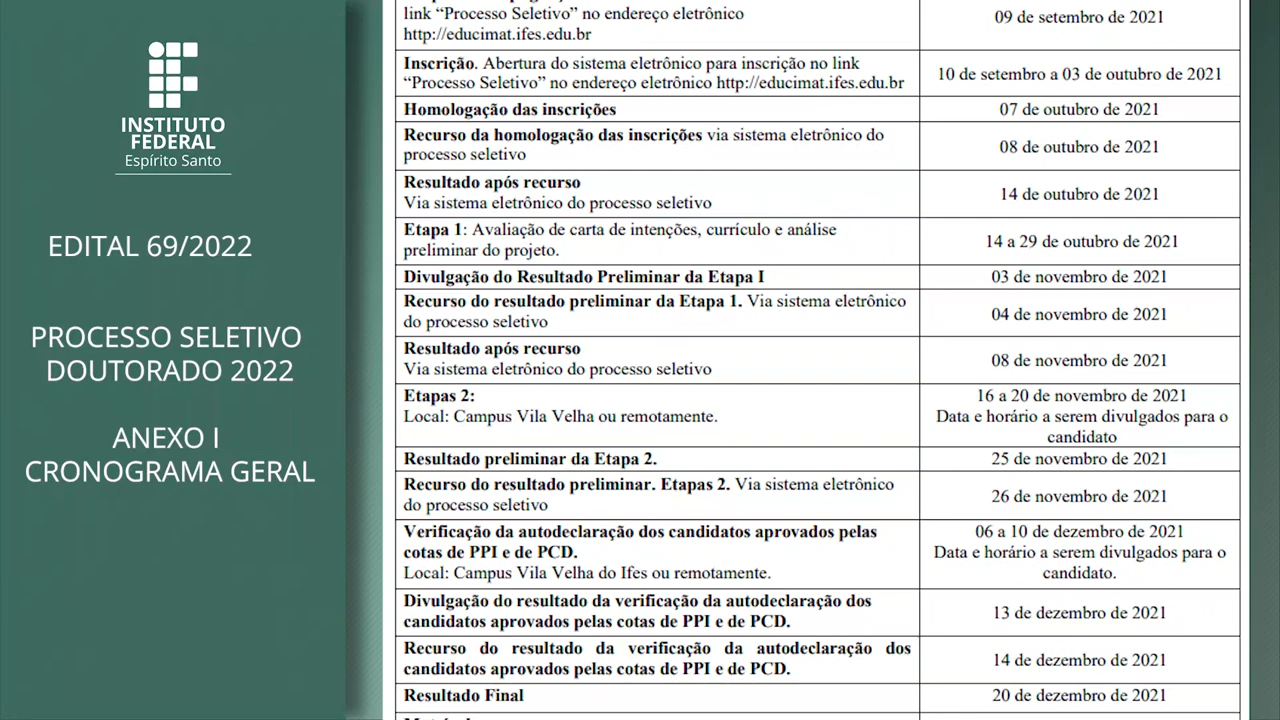 INSTITUTO
FEDERAL
Espírito Santo
EDITAL 69/2022
PROCESSO SELETIVO
DOUTORADO 2022
ANEXO I
CRONOGRAMA GERAL
link “Processo Seletivo” no endereço eletrônico
http://educimat.ifes.edu.br
09 de setembro de 2021
Inscrição. Abertura do sistema eletrônico para inscrição no link
“Processo Seletivo” no endereço eletrônico http://educimat.ifes.edu.br
10 de setembro a 03 de outubro de 2021
Homologação das inscrições
07 de outubro de 2021
Recurso da homologação das inscrições via sistema eletrônico do
processo seletivo
08 de outubro de 2021
Resultado após recurso
Via sistema eletrônico do processo seletivo
14 de outubro de 2021
Etapa 1: Avaliação de carta de intenções, currículo e análise
preliminar do projeto.
14 a 29 de outubro de 2021
Divulgação do Resultado Preliminar da Etapa I
03 de novembro de 2021
Recurso do resultado preliminar da Etapa 1. Via sistema eletrônico
do processo seletivo
04 de novembro de 2021
Resultado após recurso
Via sistema eletrônico do processo seletivo
08 de novembro de 2021
Etapas 2:
Local: Campus Vila Velha ou remotamente.
16 a 20 de novembro de 2021
Data e horário a serem divulgados para o
candidato
Resultado preliminar da Etapa 2.
25 de novembro de 2021
Recurso do resultado preliminar. Etapas 2. Via sistema eletrônico
do processo seletivo
26 de novembro de 2021
Verificação da autodeclaração dos candidatos aprovados pelas
cotas de PPI e de PCD.
Local: Campus Vila Velha do Ifes ou remotamente.
06 a 10 de dezembro de 2021
Data e horário a serem divulgados para o
candidato.
Divulgação do resultado da verificação da autodeclaração dos
candidatos aprovados pelas cotas de PPI e de PCD.
13 de dezembro de 2021
Recurso do resultado da verificação da autodeclaração dos
candidatos aprovados pelas cotas de PPI e de PCD.
14 de dezembro de 2021
Resultado Final
20 de dezembro de 2021